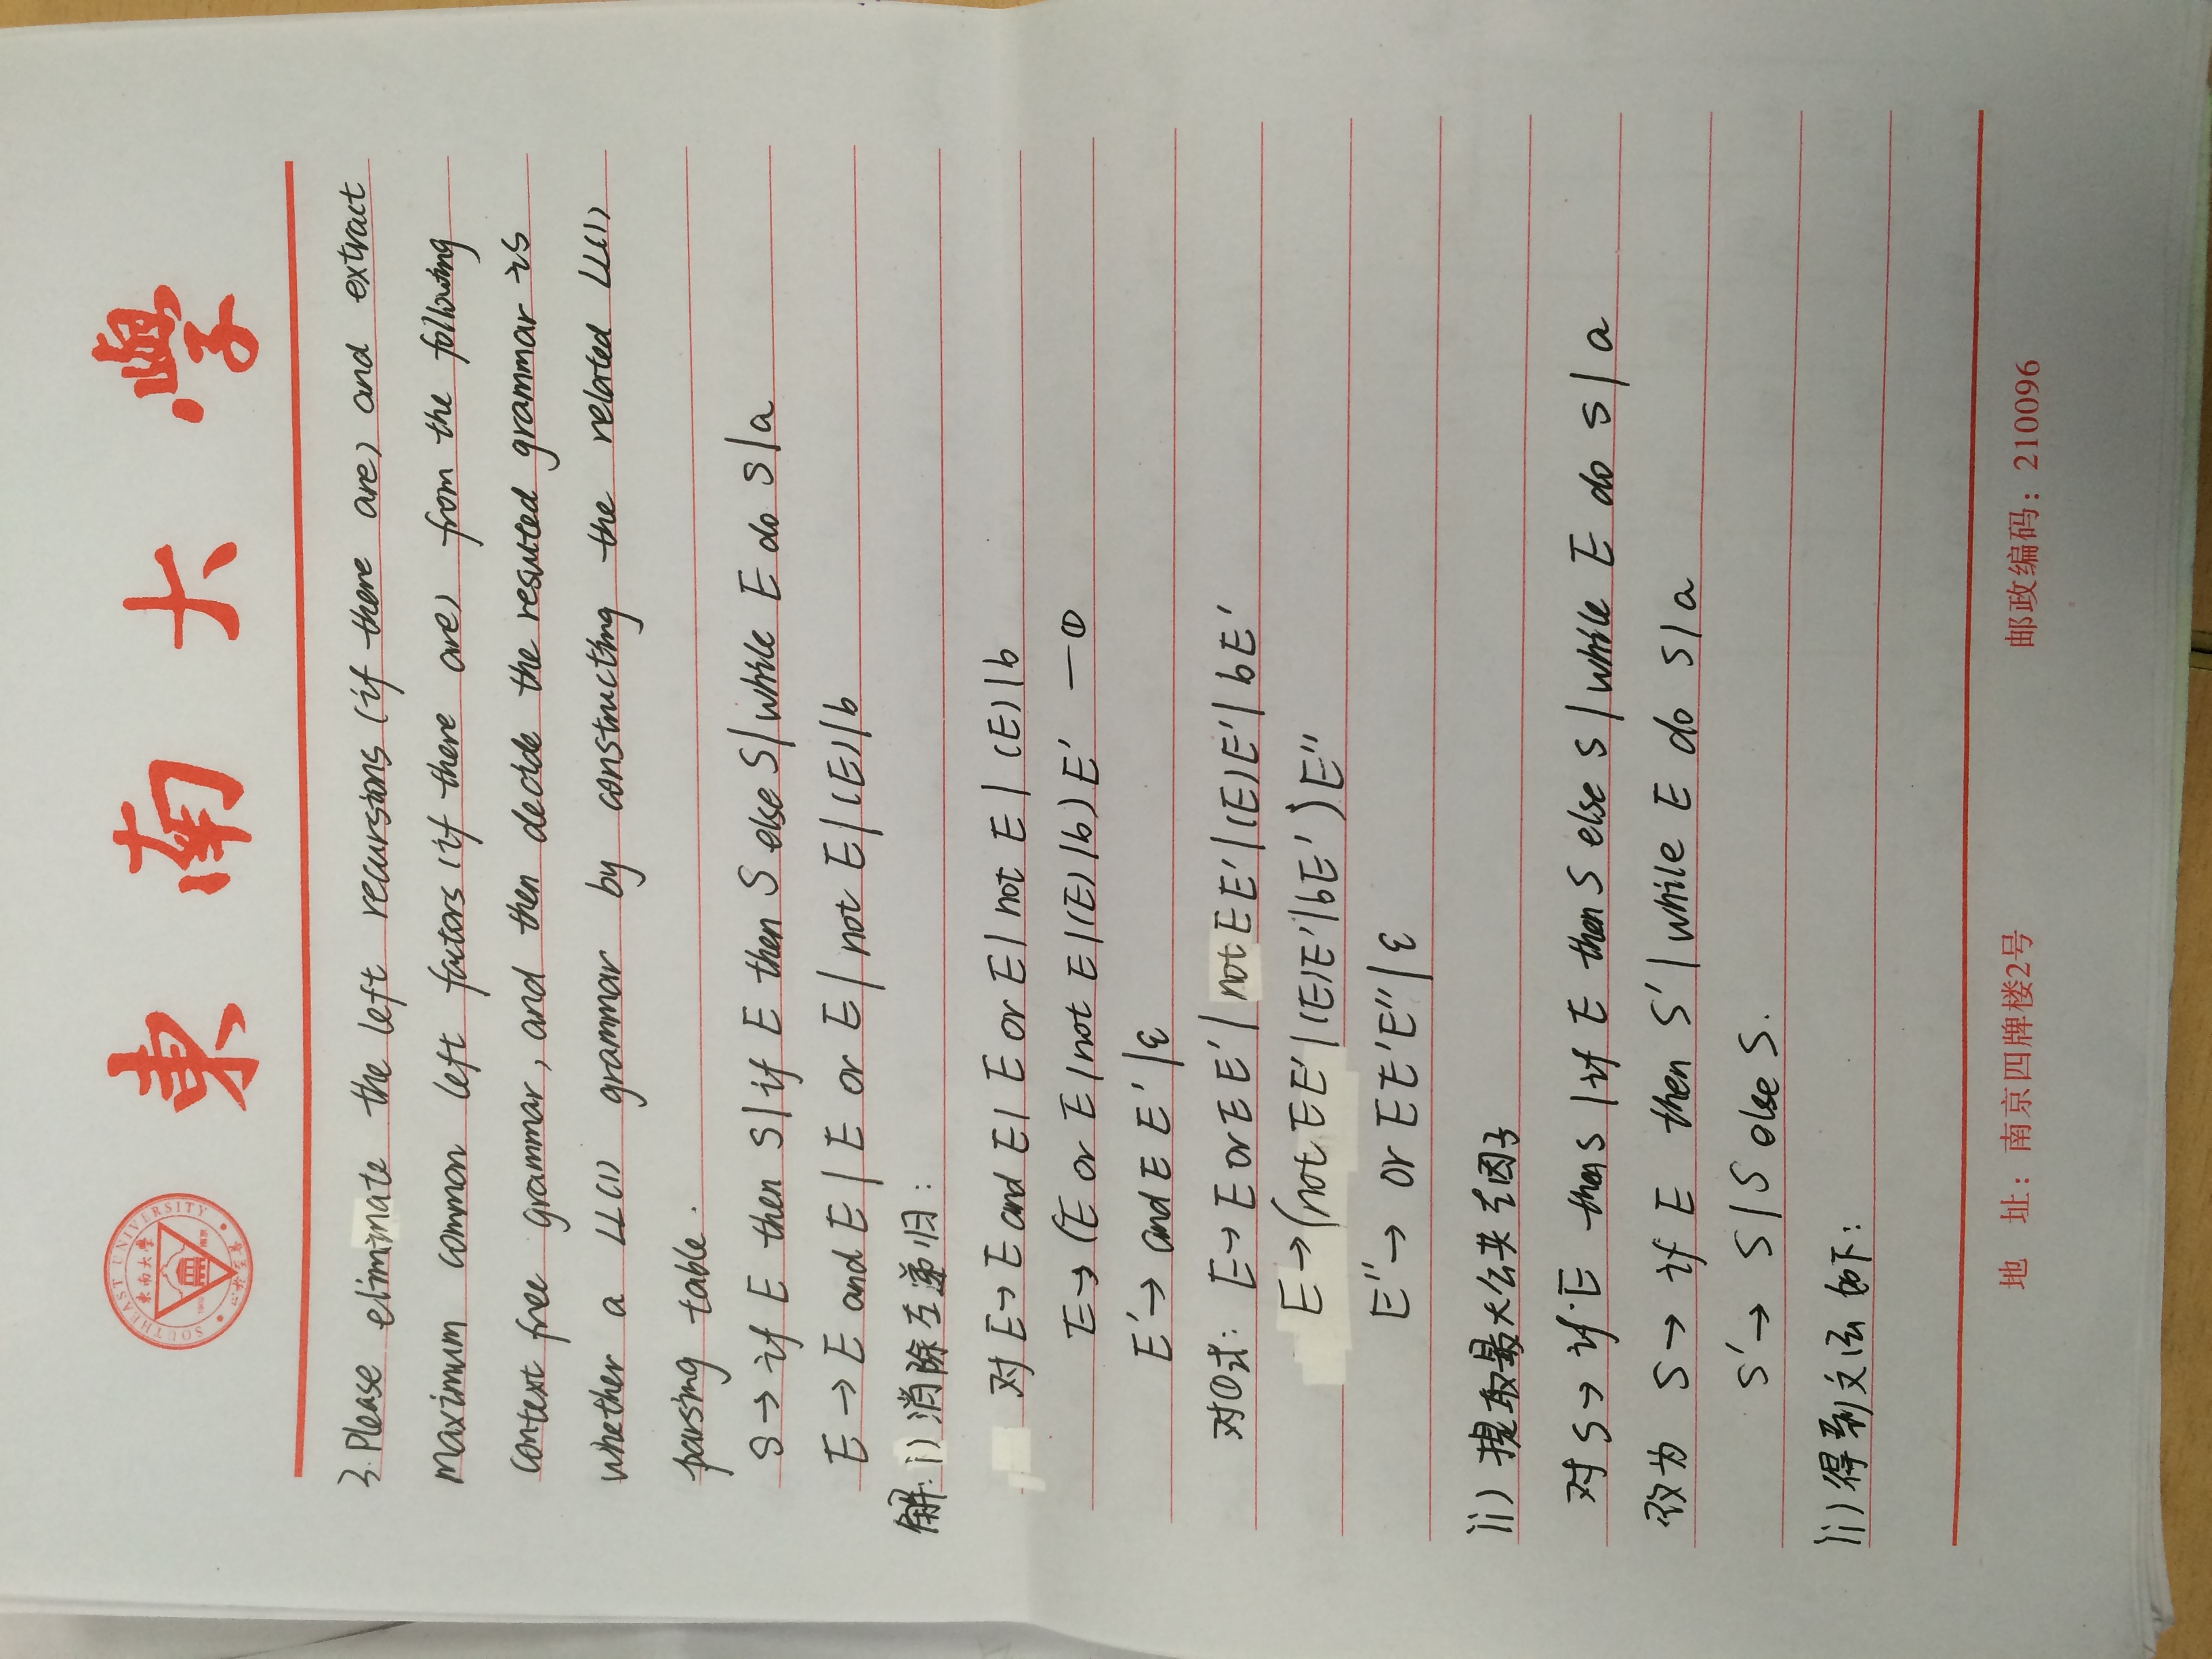 SOUTHEAST UNIVERSITY
東南大學
1902 南京
東南大學
3. Please eliminate the left recursions (if there are) and extract
maximum common left factors (if there are) from the following
context free grammar, and then decide the resulted grammar is
whether a LL(1) grammar by constructing the related LL(1)
parsing table.
S → if E then S | if E then S else S | while E do S | a
E → E and E | E or E | not E | (E) | b
解: i) 消除左递归:
对 E → E and E | E or E | not E | (E) | b
E → (E or E | not E | (E) | b) E' —①
E' → and E E' | ε
对①式: E → E or E E' | not E E' | (E) E' | b E'
E → (not E E' | (E) E' | b E') E''
E'' → or E E' E'' | ε
ii) 提取最大公共左因子
对 S → if E then S | if E then S else S | while E do S | a
改为 S → if E then S' | while E do S | a
S' → S | S else S.
iii) 得到文法如下:
地 址: 南京四牌楼2号 邮政编码: 210096